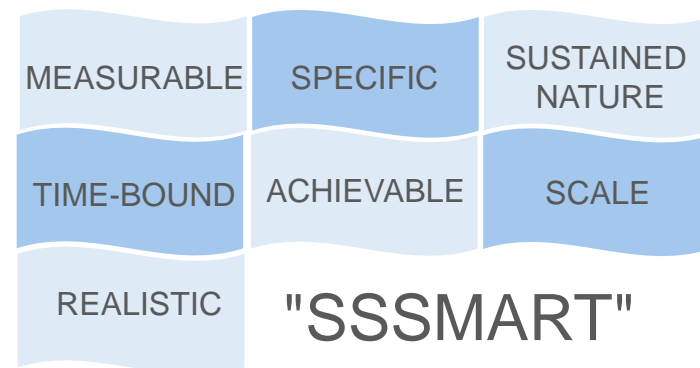 MEASURABLE
SPECIFIC
SUSTAINED
NATURE
TIME-BOUND
ACHIEVABLE
SCALE
REALISTIC
"SSSMART"